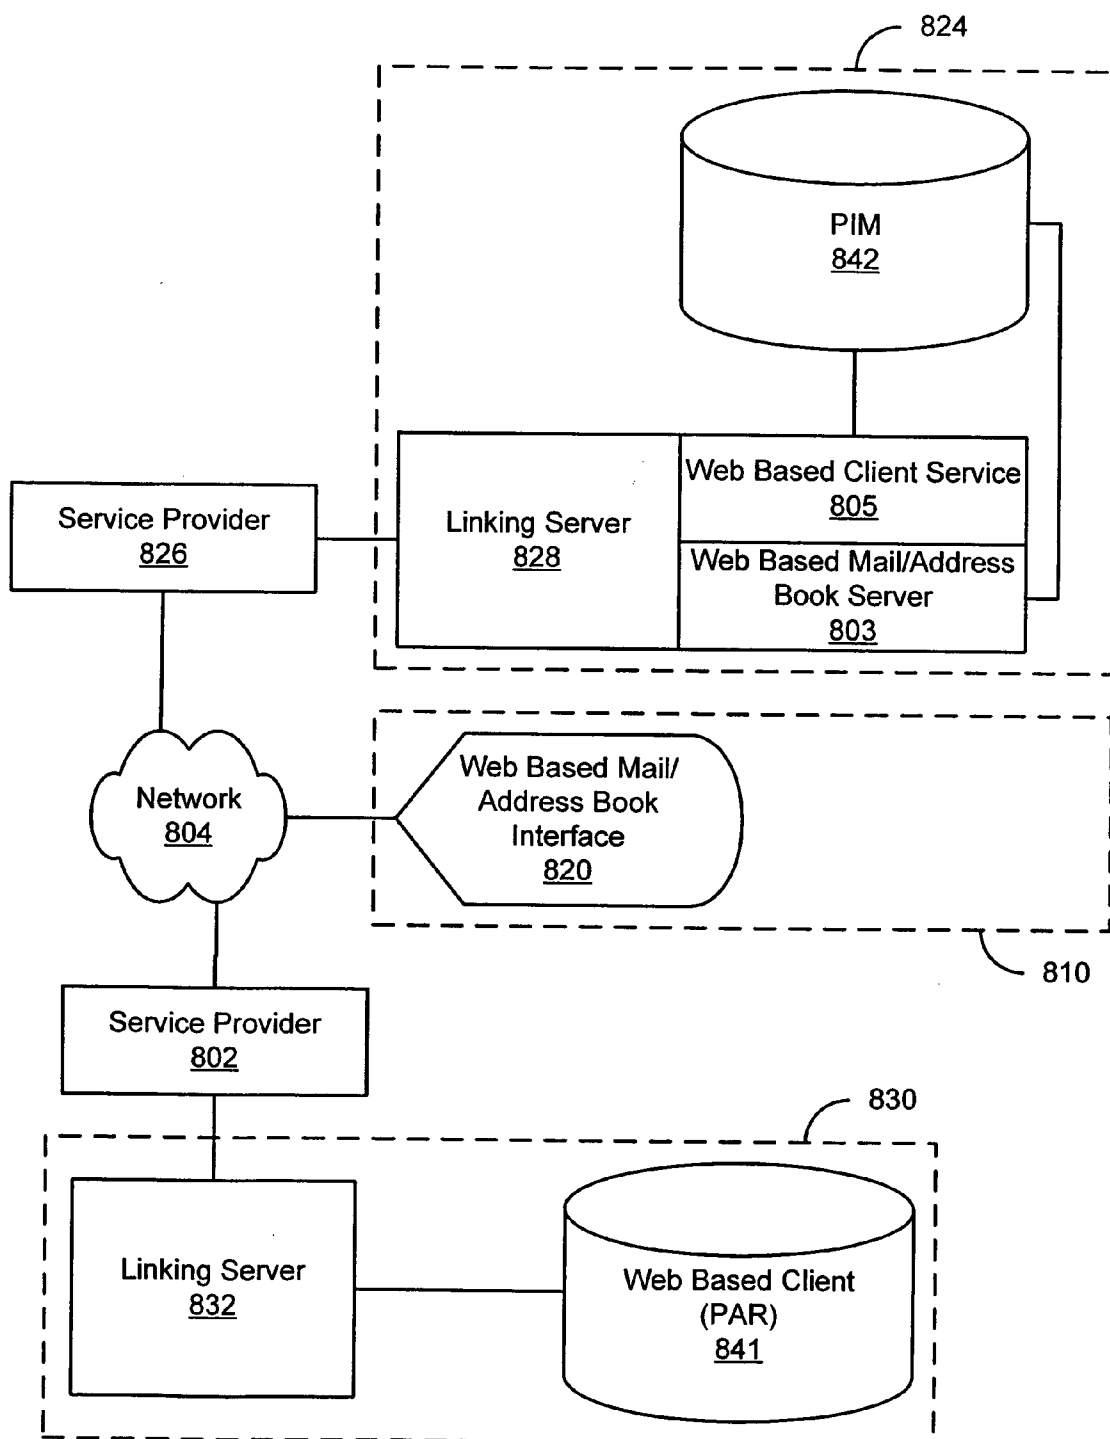 824
PIM
842
Web Based Client Service
805
Linking Server
828
Web Based Mail/Address
Book Server
803
Service Provider
826
Network
804
Web Based Mail/
Address Book
Interface
820
810
Service Provider
802
830
Linking Server
832
Web Based Client
(PAR)
841